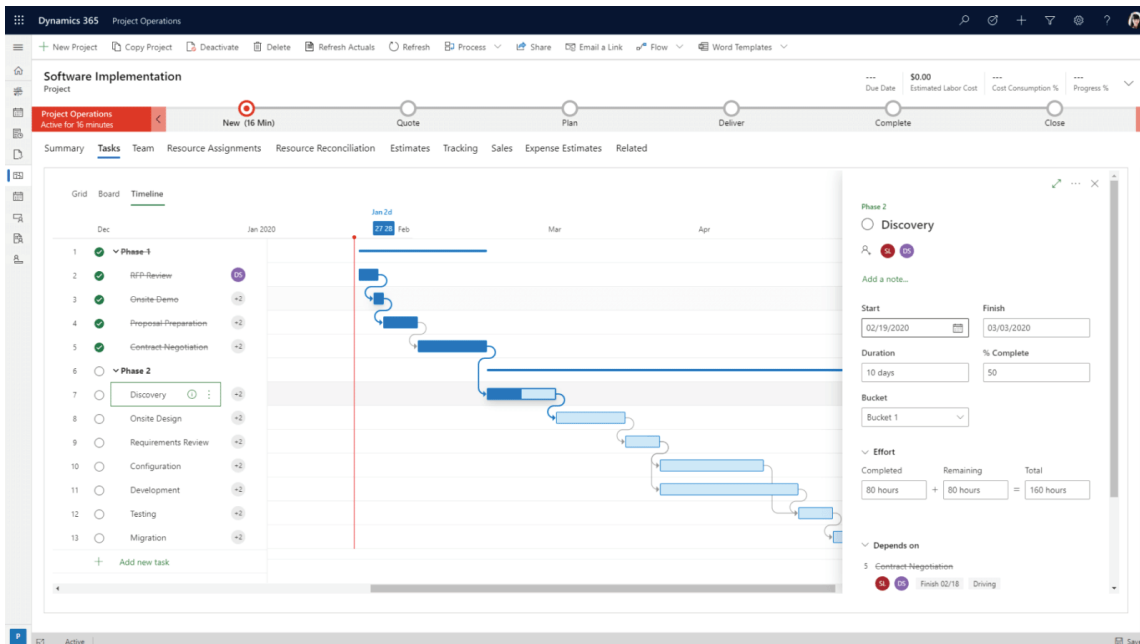 Dynamics 365 Project Operations
New Project Copy Project Deactivate Delete Refresh Actuals Refresh Process Share Email a Link Flow Word Templates
Software Implementation
Project
--- $0.00 --- ---
Due Date Estimated Labor Cost Cost Consumption % Progress %
Project Operations
Active for 16 minutes
New (16 Min) Quote Plan Deliver Complete Close
Summary Tasks Team Resource Assignments Resource Reconciliation Estimates Tracking Sales Expense Estimates Related
Grid Board Timeline
Jan 2d
Dec Jan 2020 27 28 Feb Mar Apr
1 Phase 1
2 RFP Review DS
3 Onsite Demo +2
4 Proposal Preparation +2
5 Contract Negotiation +2
6 Phase 2
7 Discovery +2
8 Onsite Design +2
9 Requirements Review +2
10 Configuration +2
11 Development +2
12 Testing +2
13 Migration +2
Add new task
Phase 2
Discovery
SL DS
Add a note...
Start Finish
02/19/2020 03/03/2020
Duration % Complete
10 days 50
Bucket
Bucket 1
Effort
Completed Remaining Total
80 hours + 80 hours = 160 hours
Depends on
5 Contract Negotiation
SL DS Finish 02/18 Driving
P Active